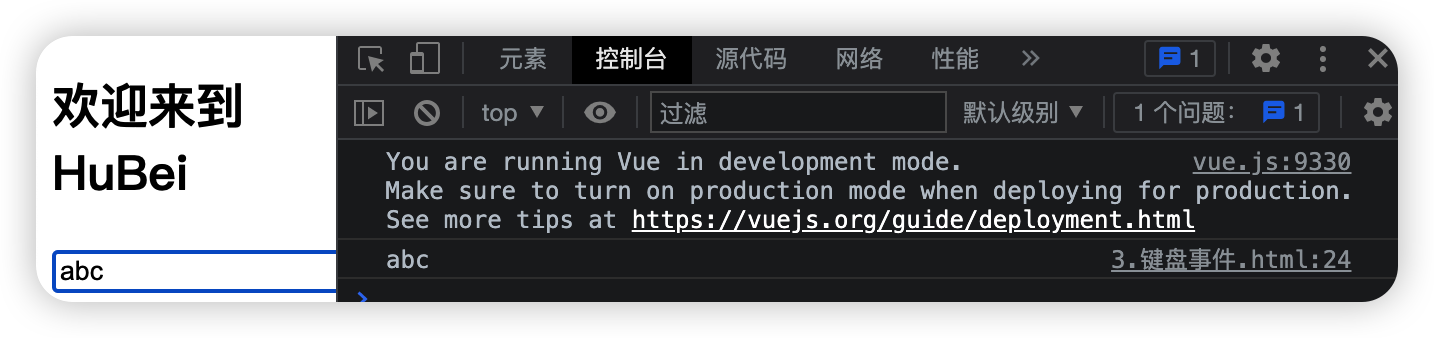 欢迎来到
HuBei
abc
元素 控制台 源代码 网络 性能 » 1
top ▼ 过滤 默认级别 ▼ 1 个问题: 1
You are running Vue in development mode. vue.js:9330
Make sure to turn on production mode when deploying for production.
See more tips at https://vuejs.org/guide/deployment.html
abc 3.键盘事件.html:24